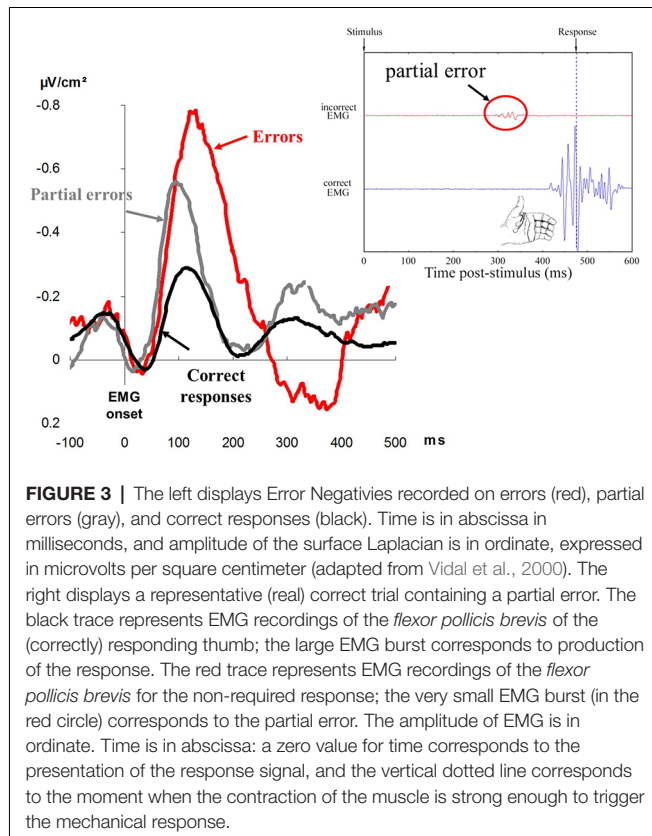 Stimulus
Response
µV/cm²
partial error
-0.8
incorrect
EMG
Errors
-0.6
Partial errors
correct
EMG
-0.4
0
100
200
300
400
500
600
Time post-stimulus (ms)
-0.2
0
EMG
onset
Correct
responses
0.2
-100
0
100
200
300
400
500
ms
FIGURE 3 | The left displays Error Negativies recorded on errors (red), partial
errors (gray), and correct responses (black). Time is in abscissa in
milliseconds, and amplitude of the surface Laplacian is in ordinate, expressed
in microvolts per square centimeter (adapted from Vidal et al., 2000). The
right displays a representative (real) correct trial containing a partial error. The
black trace represents EMG recordings of the flexor pollicis brevis of the
(correctly) responding thumb; the large EMG burst corresponds to production
of the response. The red trace represents EMG recordings of the flexor
pollicis brevis for the non-required response; the very small EMG burst (in the
red circle) corresponds to the partial error. The amplitude of EMG is in
ordinate. Time is in abscissa: a zero value for time corresponds to the
presentation of the response signal, and the vertical dotted line corresponds
to the moment when the contraction of the muscle is strong enough to trigger
the mechanical response.